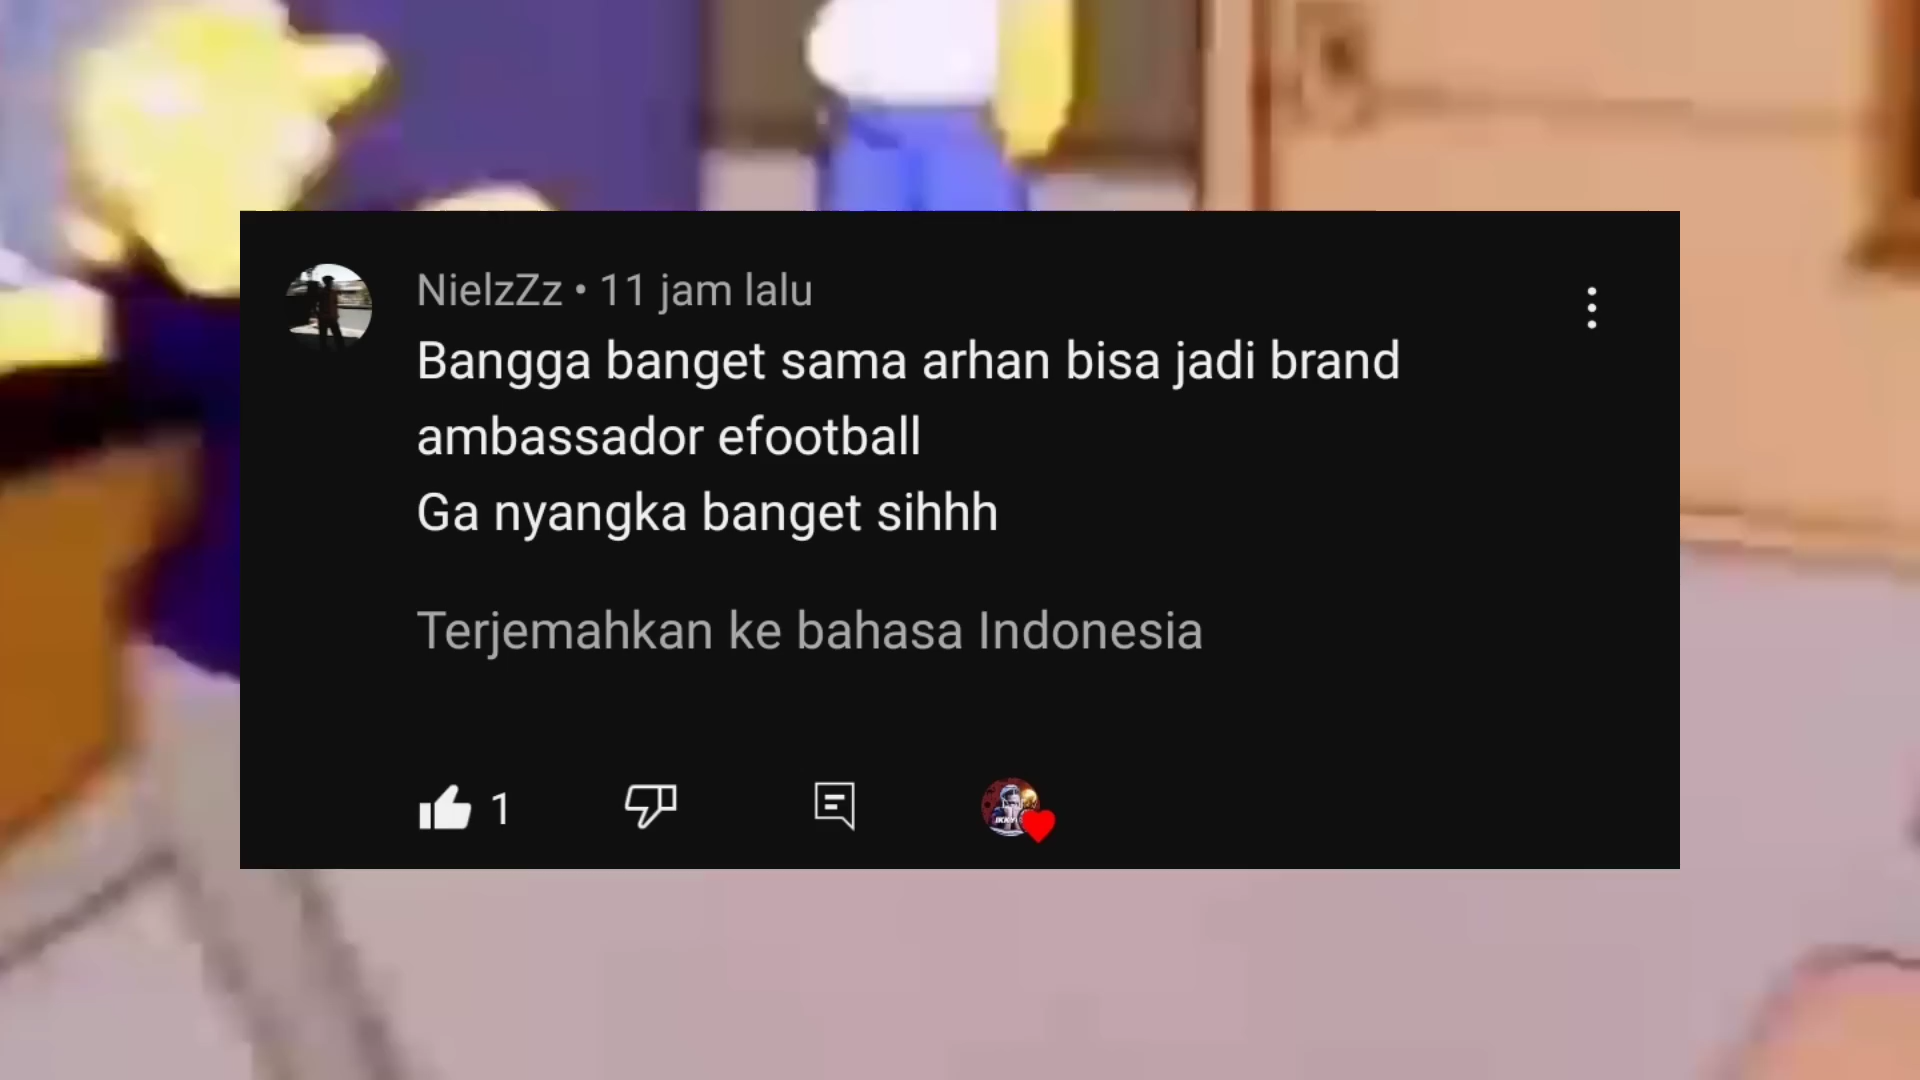 NielzZz • 11 jam lalu
Bangga banget sama arhan bisa jadi brand
ambassador efootball
Ga nyangka banget sihhh
Terjemahkan ke bahasa Indonesia
1